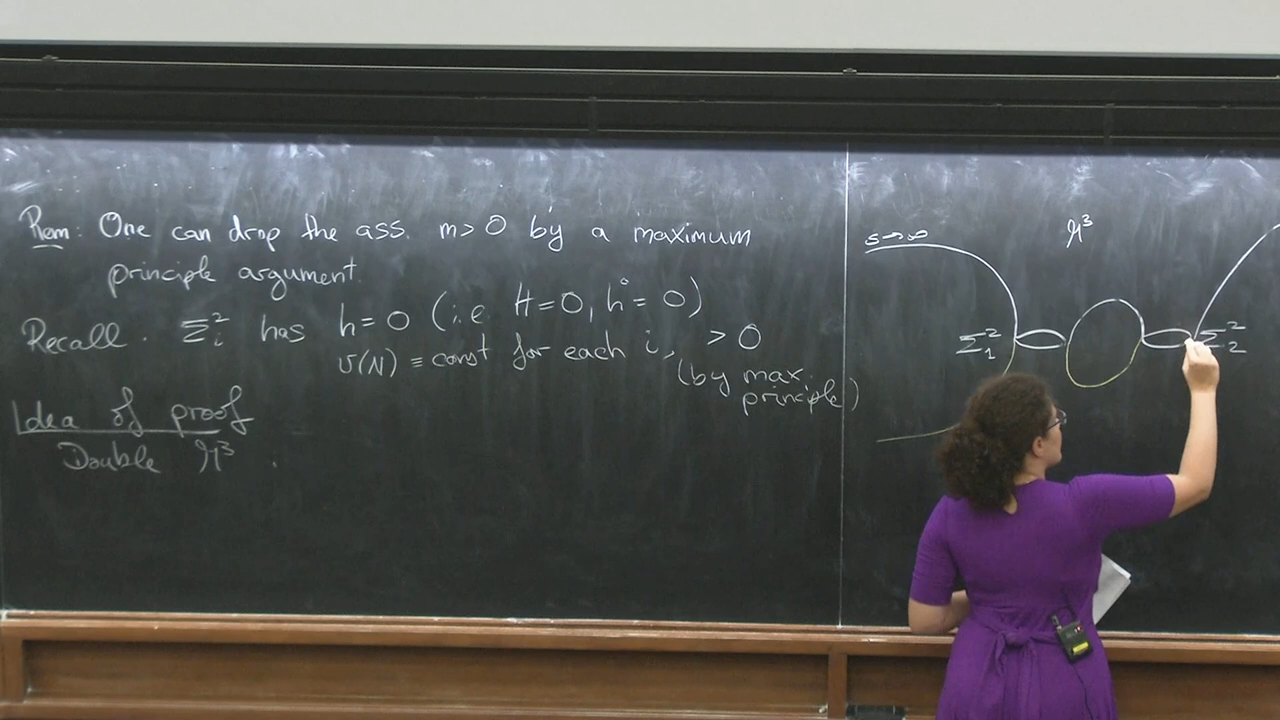 Rem: One can drop the ass. m>0 by a maximum
principle argument.
Recall. Σ²ᵢ has h=0 (i.e. H=0, h̊=0)
υ(N) ≡ const for each i, >0
(by max. principle)
Idea of proof
Double M³.
s→∞
M³
Σ²₁
Σ²₂